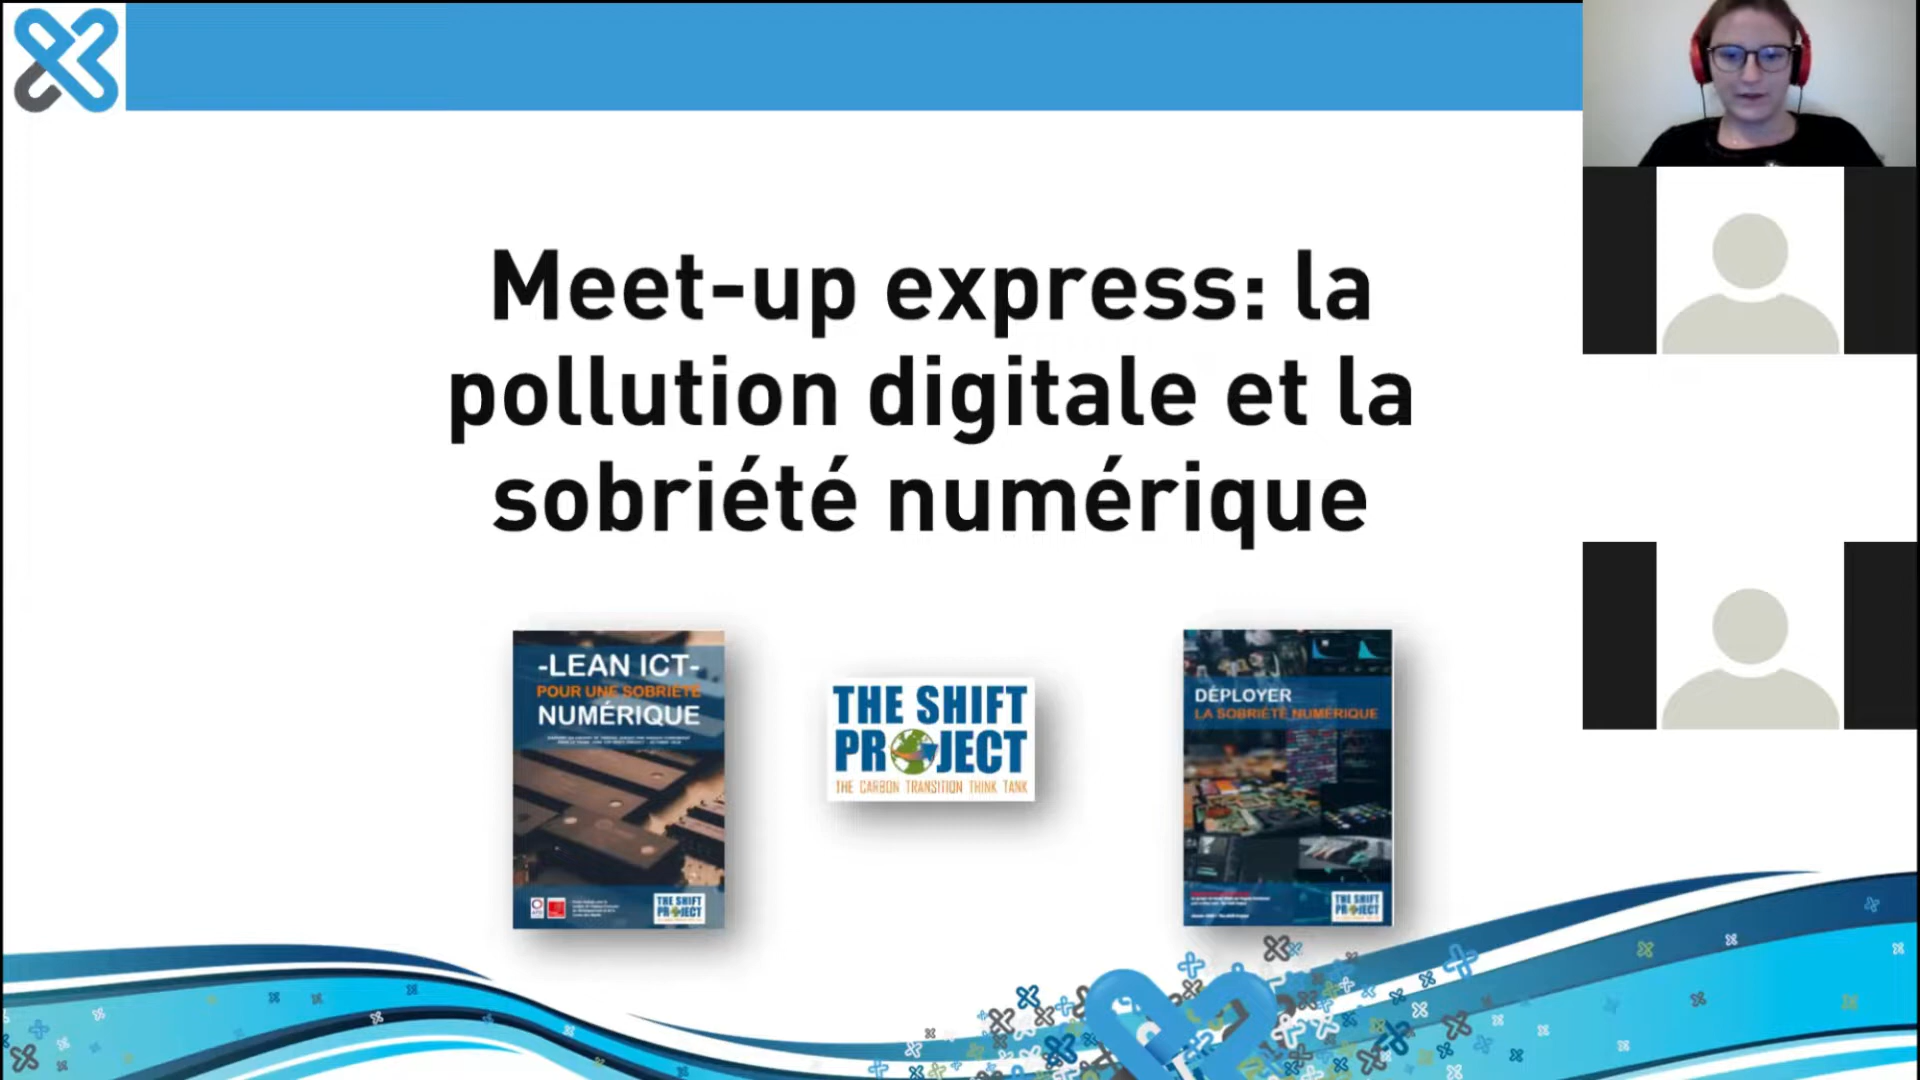 Meet-up express: la
pollution digitale et la
sobriété numérique
-LEAN ICT-
POUR UNE SOBRIÉTÉ
NUMÉRIQUE
THE SHIFT
PROJECT
THE SHIFT
PROJECT
THE CARBON TRANSITION THINK TANK
DÉPLOYER
LA SOBRIÉTÉ NUMÉRIQUE
THE SHIFT
PROJECT